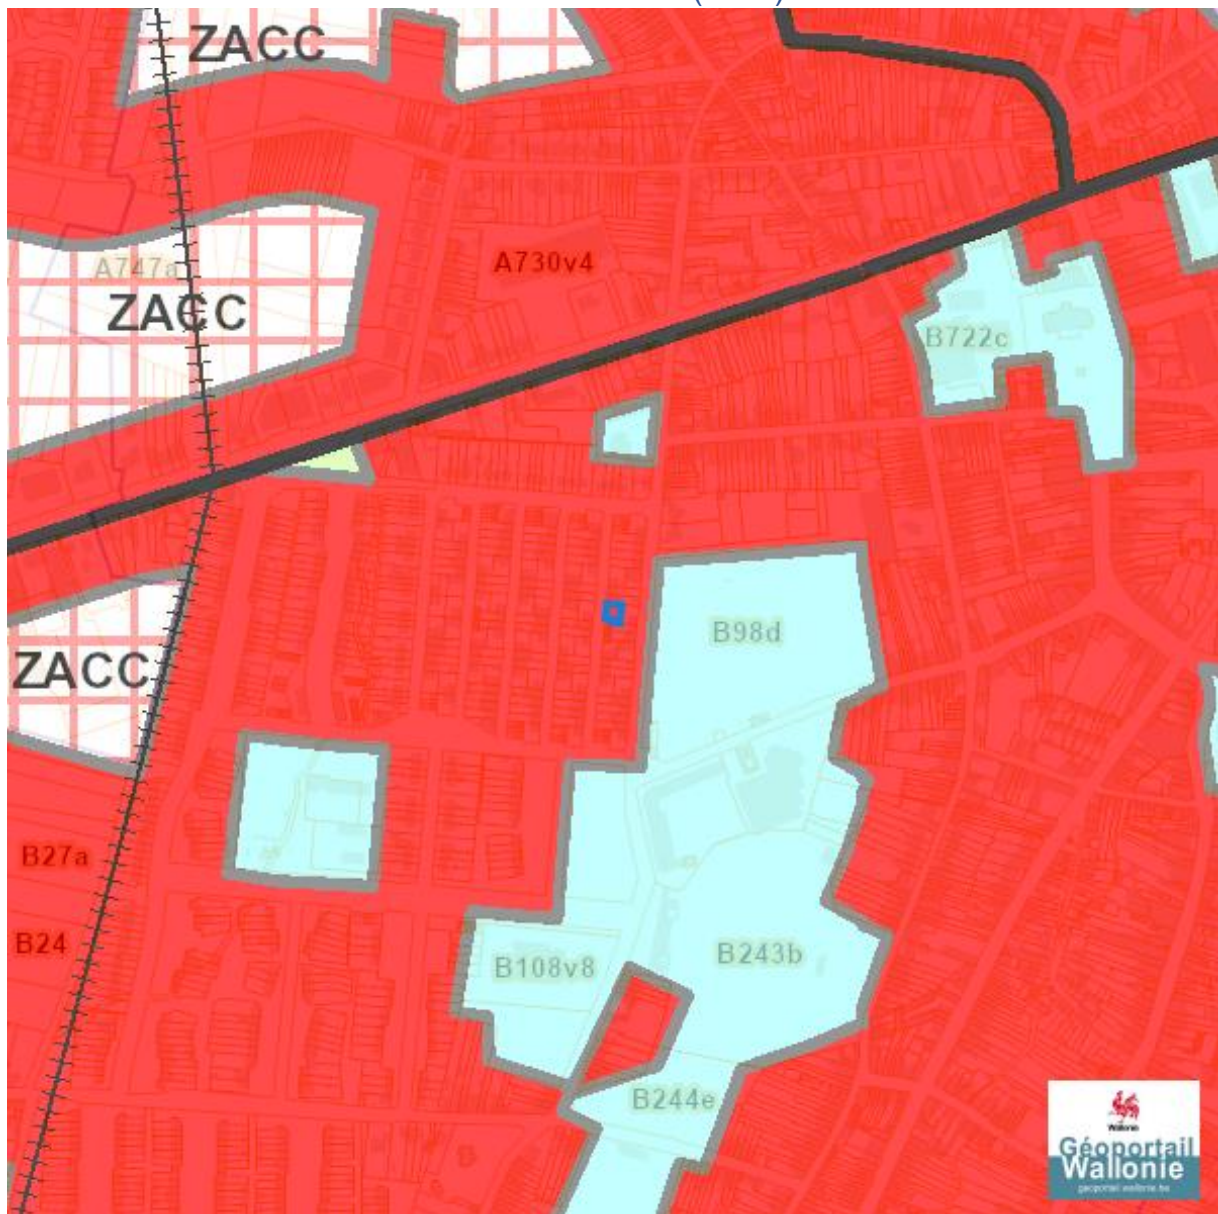 ZACC
A747a
ZACC
A730v4
B722c
B98d
ZACC
B27a
B24
B108v8
B243b
B244e
Wallonie
Géoportail
Wallonie
geoportail.wallonie.be